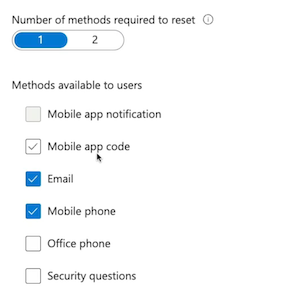 Number of methods required to reset
1 2
Methods available to users
Mobile app notification
Mobile app code
Email
Mobile phone
Office phone
Security questions